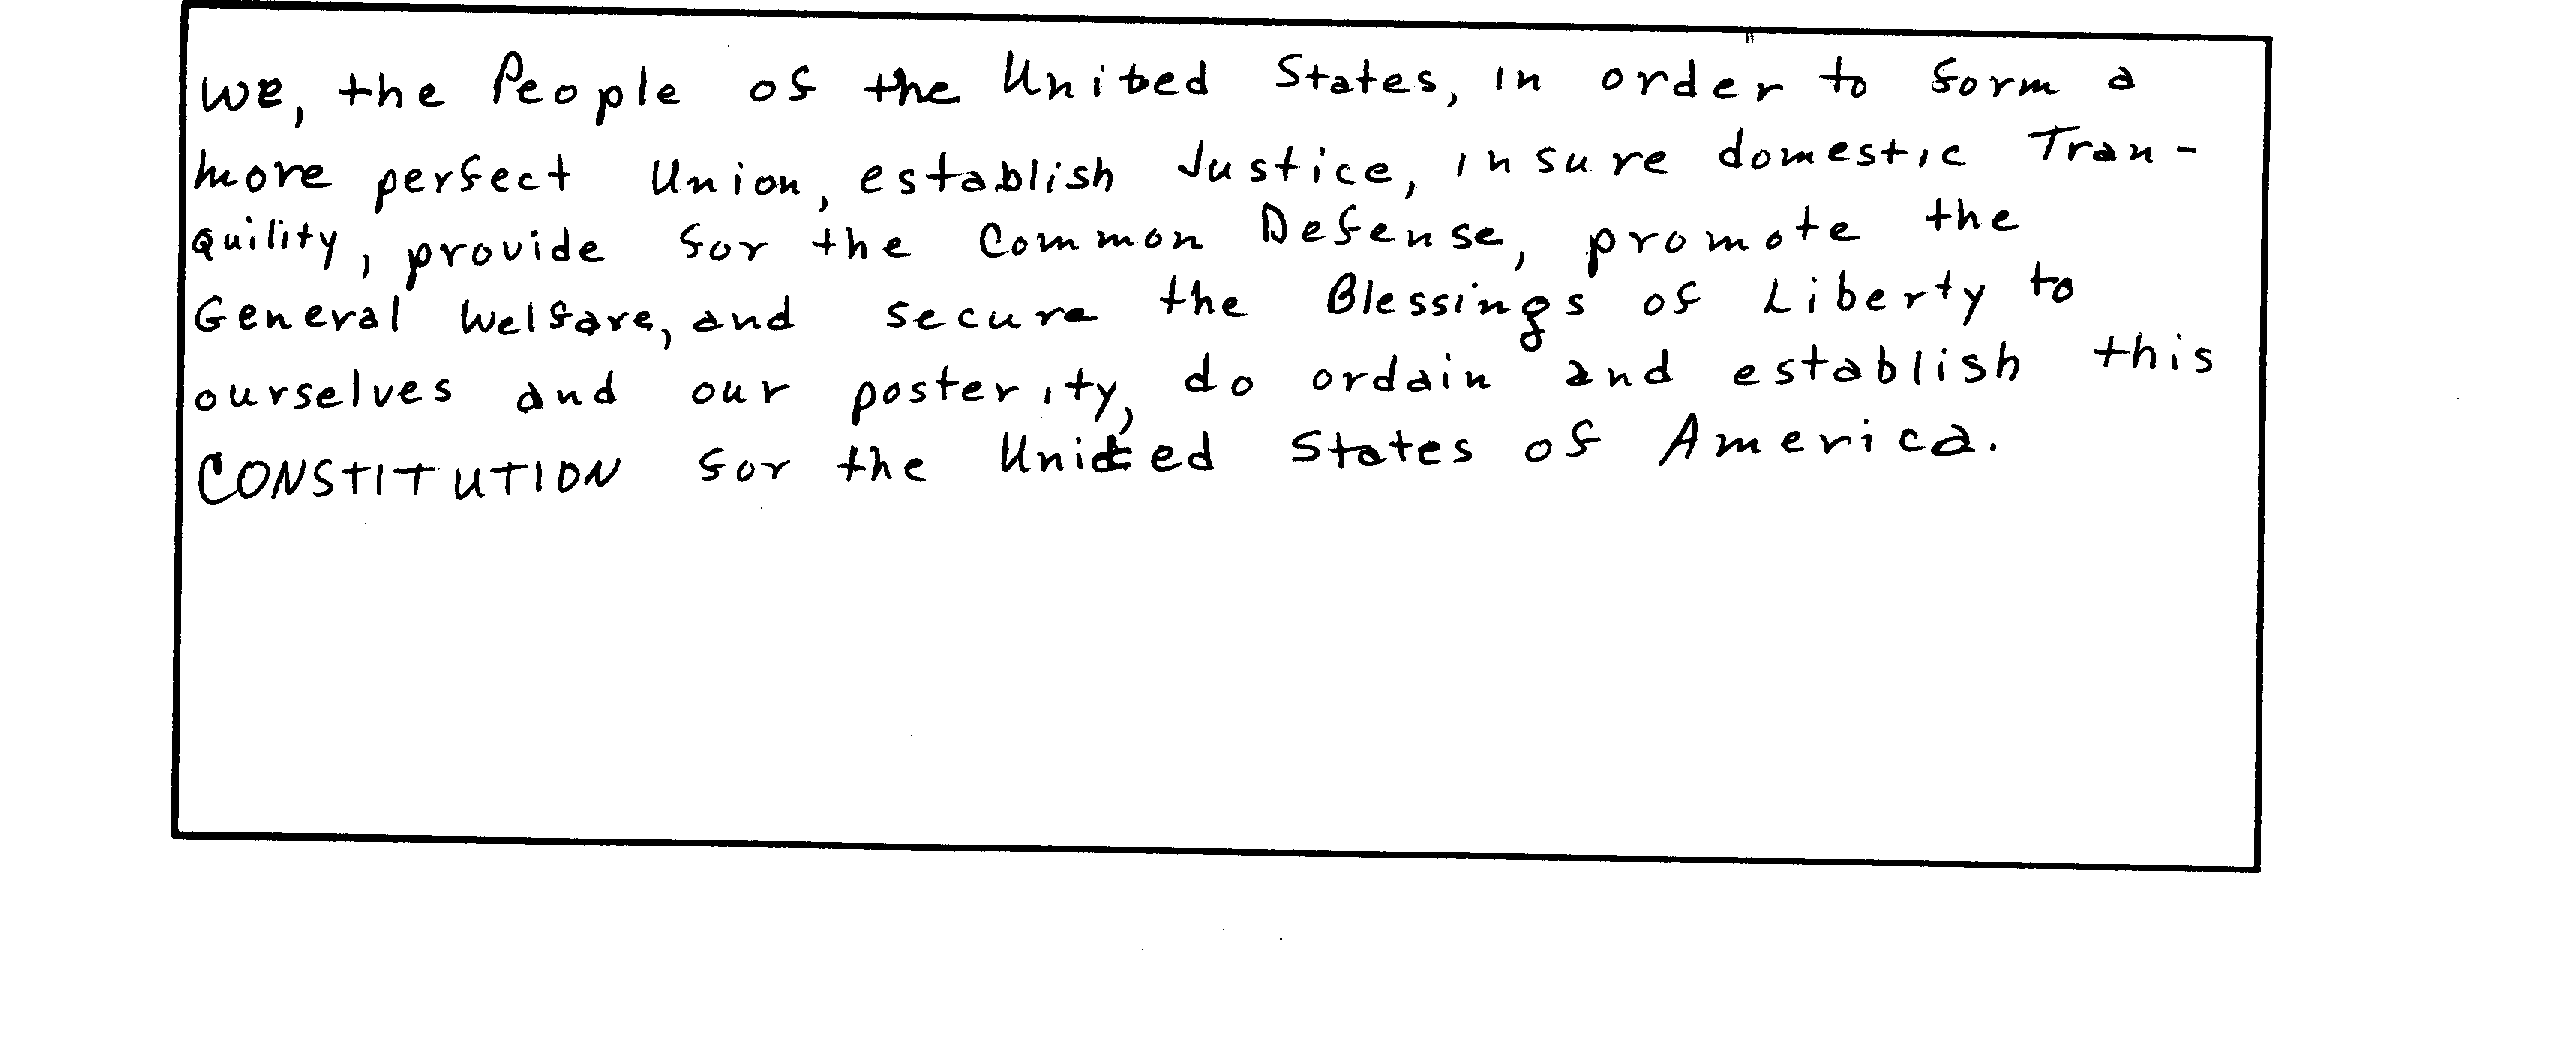 We, the People of the United States, in order to form a
more perfect Union, establish Justice, insure domestic Tran-
quility, provide for the Common Defense, promote the
General Welfare, and secure the Blessings of Liberty to
ourselves and our posterity, do ordain and establish this
CONSTITUTION for the United States of America.